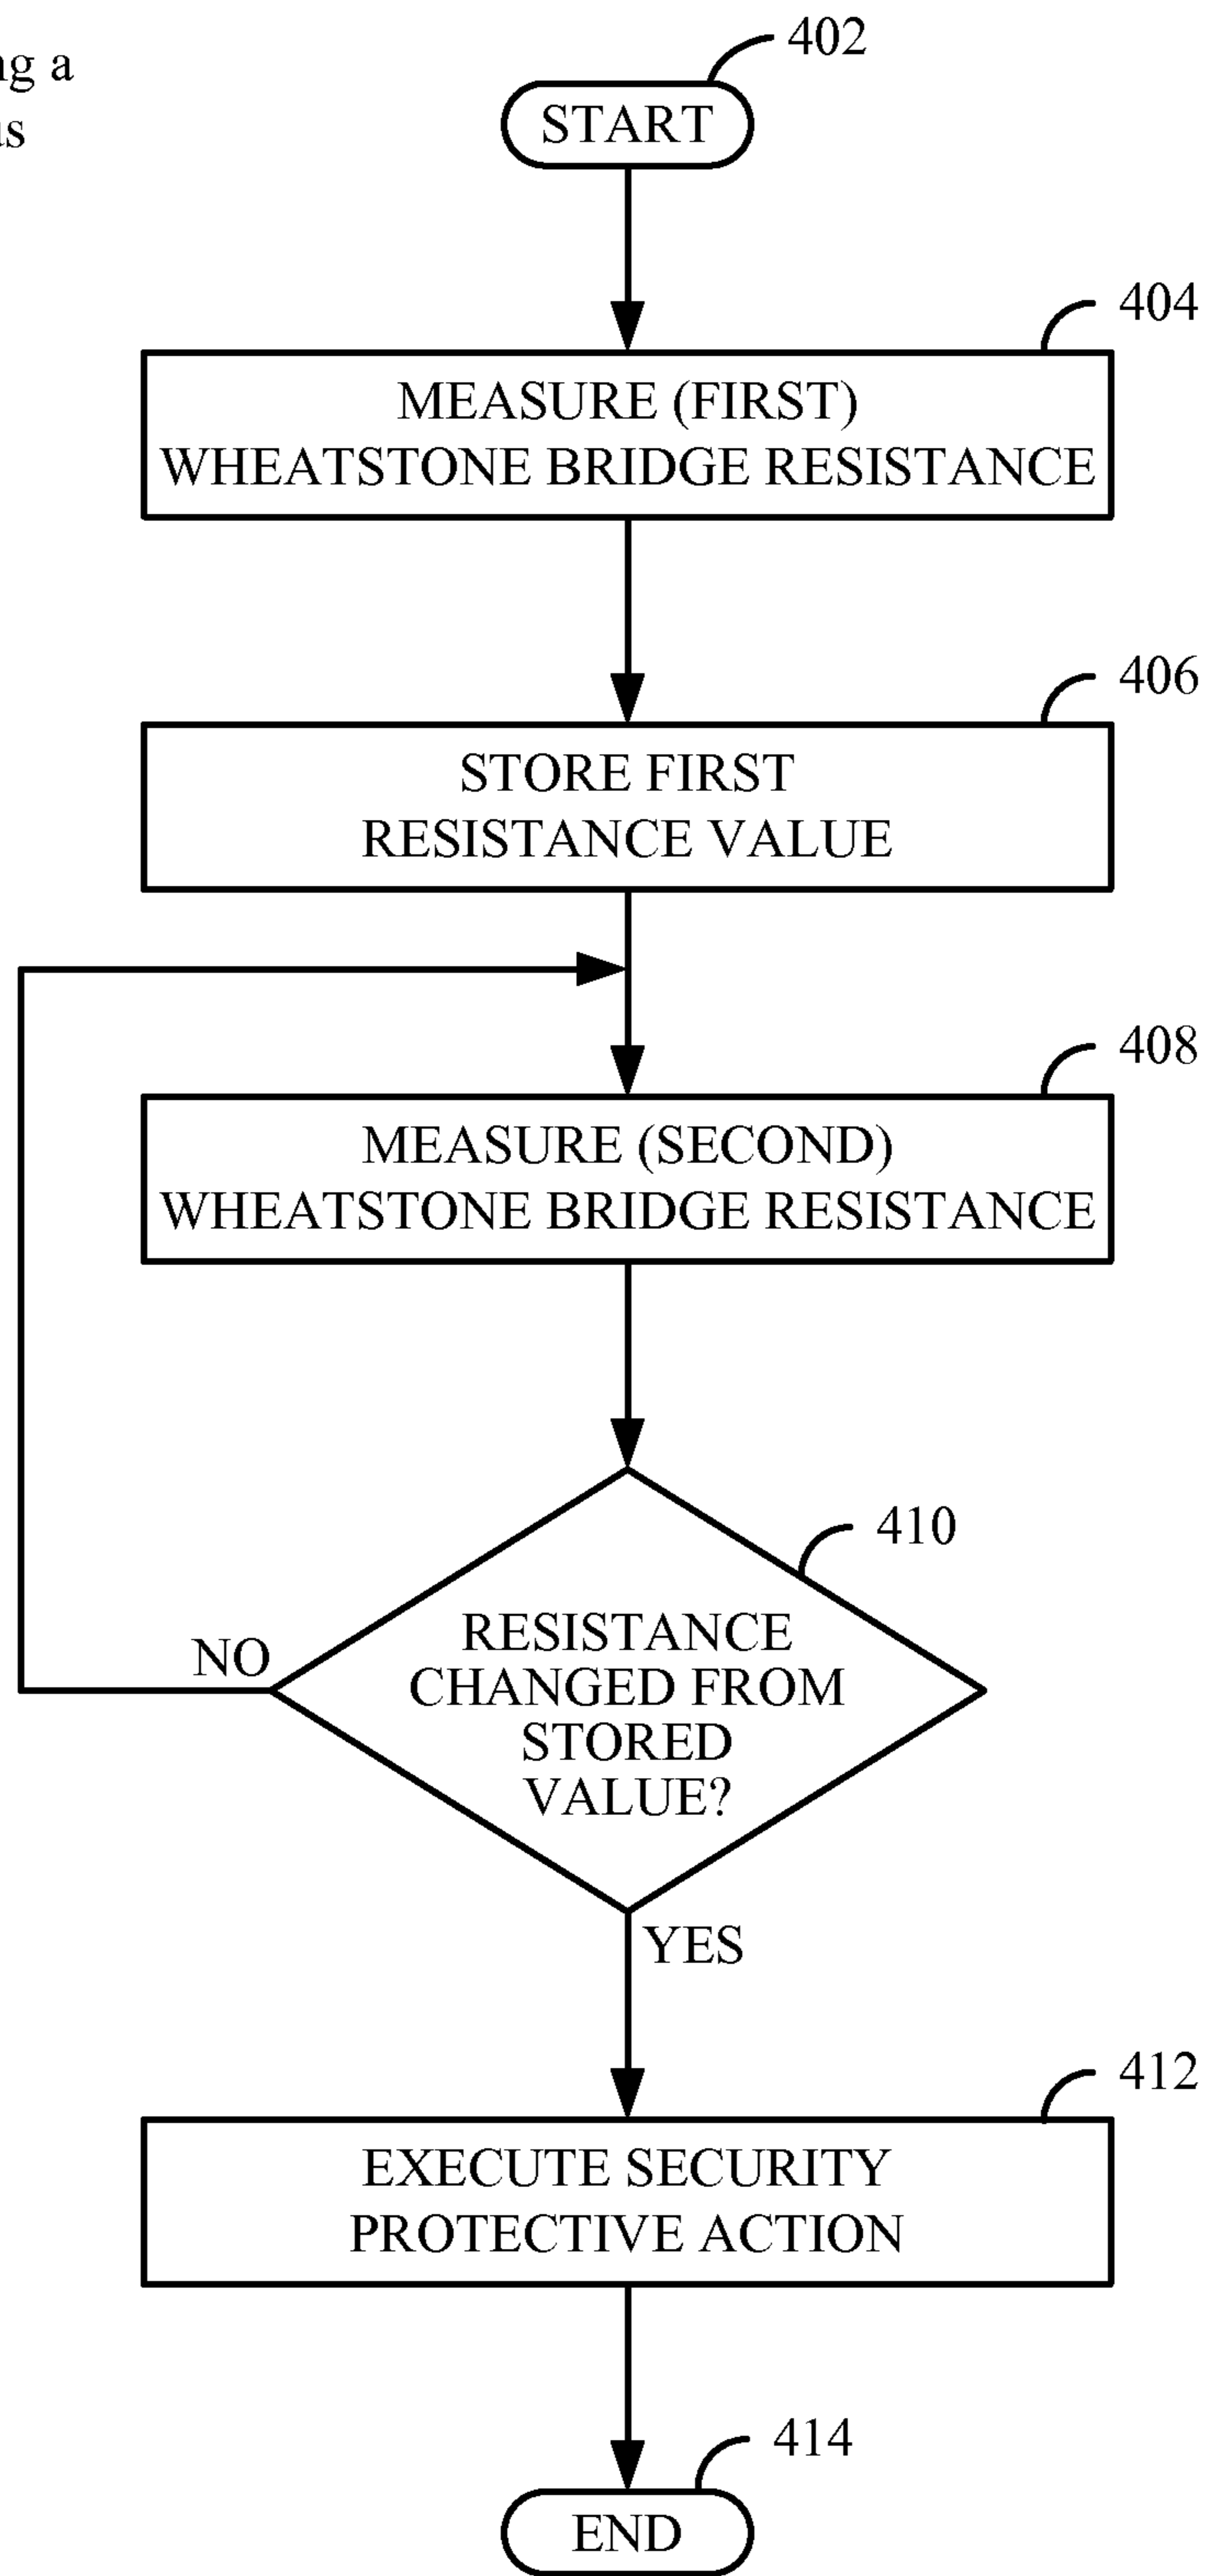 ng a
us
402
START
404
MEASURE (FIRST)
WHEATSTONE BRIDGE RESISTANCE
406
STORE FIRST
RESISTANCE VALUE
408
MEASURE (SECOND)
WHEATSTONE BRIDGE RESISTANCE
410
RESISTANCE
CHANGED FROM
STORED
VALUE?
NO
YES
412
EXECUTE SECURITY
PROTECTIVE ACTION
414
END